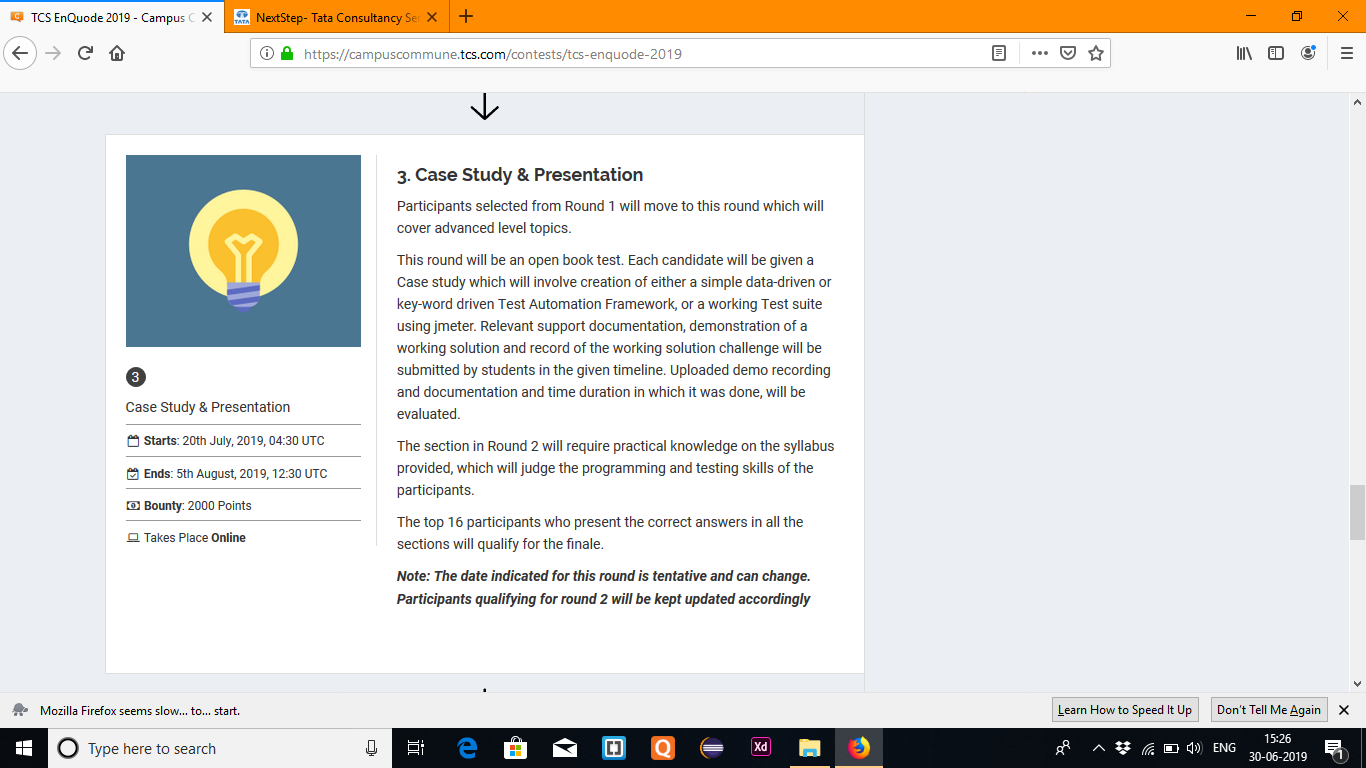 TCS EnQuode 2019 - Campus C
NextStep- Tata Consultancy Se
https://campuscommune.tcs.com/contests/tcs-enquode-2019
3. Case Study & Presentation
Participants selected from Round 1 will move to this round which will
cover advanced level topics.
This round will be an open book test. Each candidate will be given a
Case study which will involve creation of either a simple data-driven or
key-word driven Test Automation Framework, or a working Test suite
using jmeter. Relevant support documentation, demonstration of a
working solution and record of the working solution challenge will be
submitted by students in the given timeline. Uploaded demo recording
and documentation and time duration in which it was done, will be
evaluated.
The section in Round 2 will require practical knowledge on the syllabus
provided, which will judge the programming and testing skills of the
participants.
The top 16 participants who present the correct answers in all the
sections will qualify for the finale.
Note: The date indicated for this round is tentative and can change.
Participants qualifying for round 2 will be kept updated accordingly
3
Case Study & Presentation
Starts: 20th July, 2019, 04:30 UTC
Ends: 5th August, 2019, 12:30 UTC
Bounty: 2000 Points
Takes Place Online
Mozilla Firefox seems slow... to... start.
Learn How to Speed It Up
Don't Tell Me Again
Type here to search
Xd
ENG
15:26
30-06-2019
1